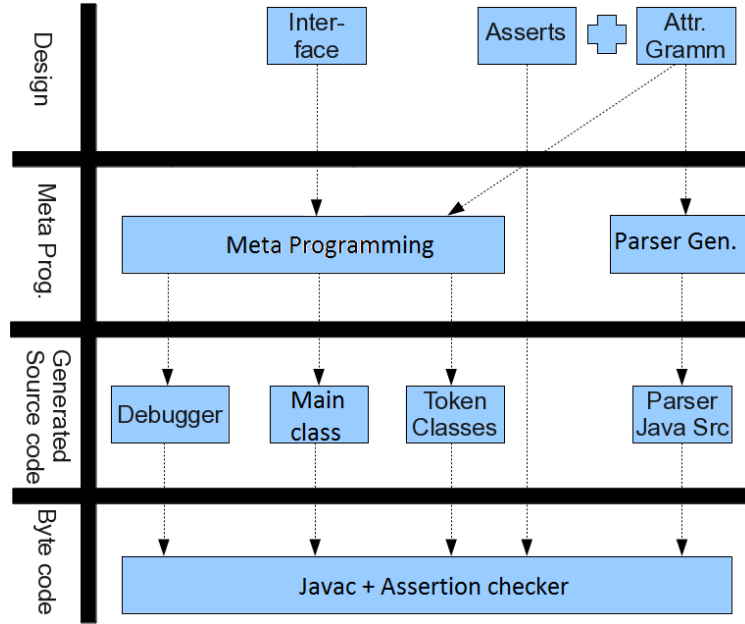 Design
Inter-
face
Asserts
Attr.
Gramm
Meta Prog.
Meta Programming
Parser Gen.
Generated
Source code
Debugger
Main
class
Token
Classes
Parser
Java Src
Byte code
Javac + Assertion checker